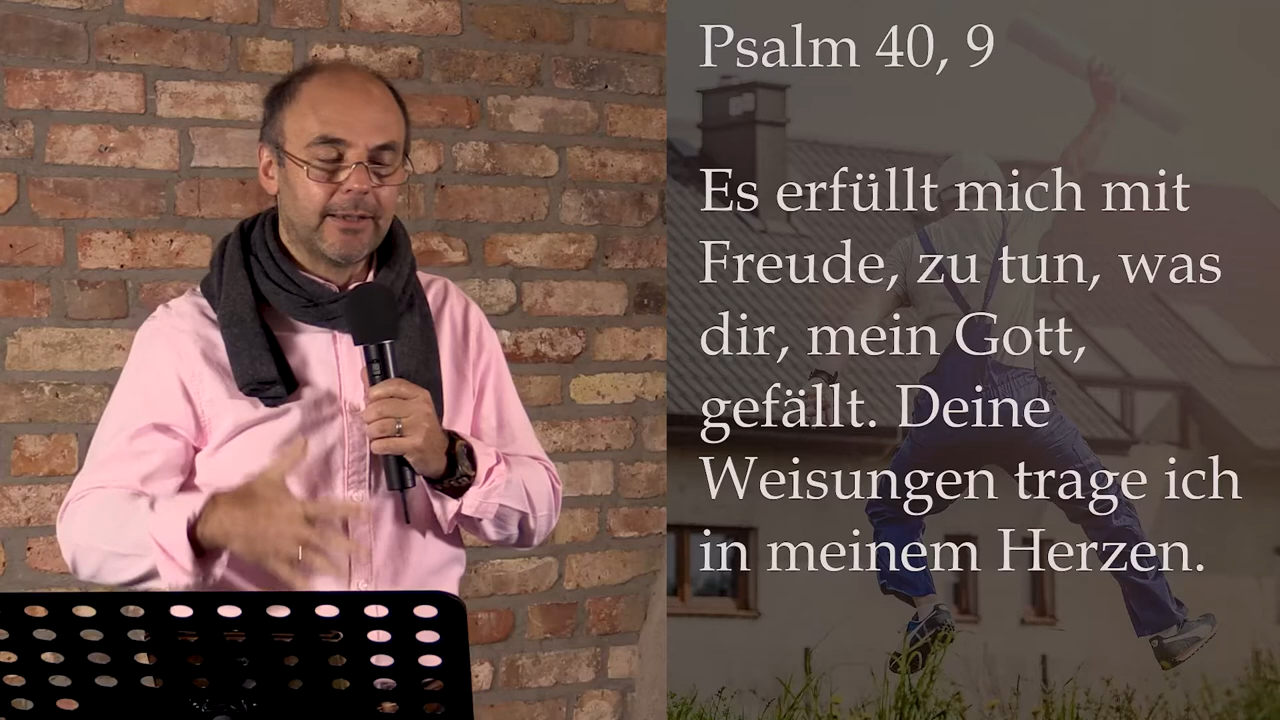 Psalm 40, 9
Es erfüllt mich mit
Freude, zu tun, was
dir, mein Gott,
gefällt. Deine
Weisungen trage ich
in meinem Herzen.